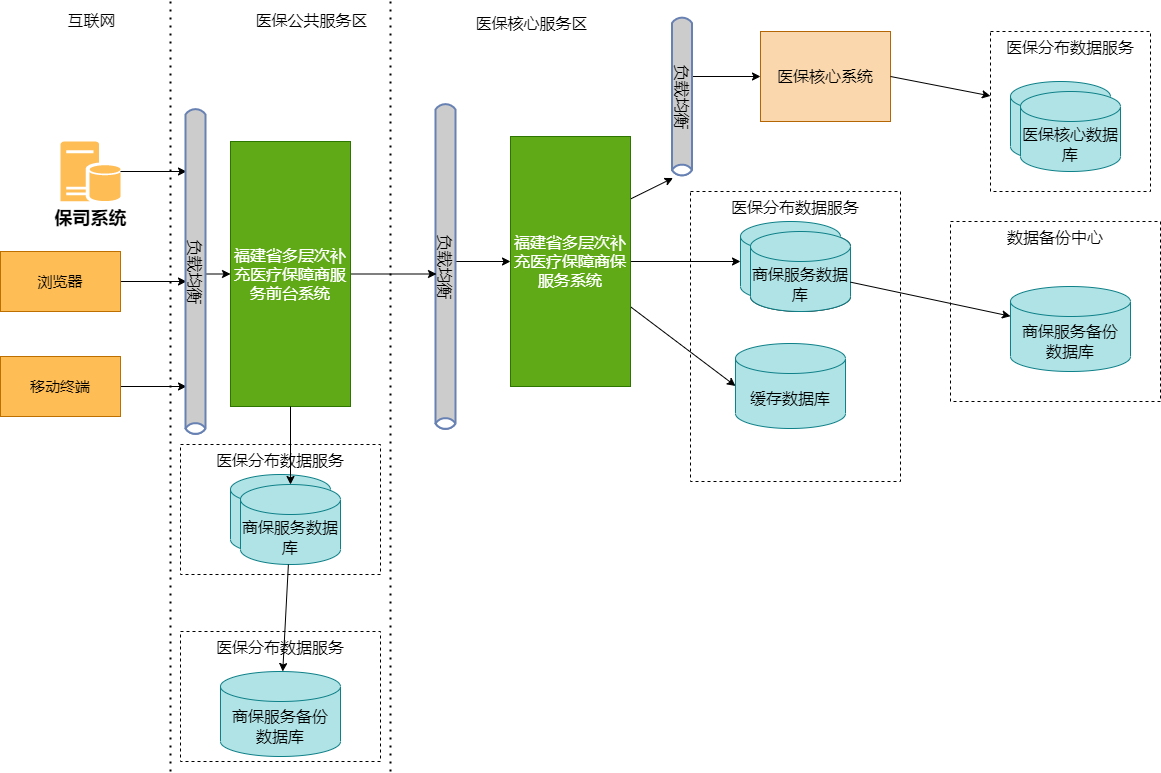 互联网
医保公共服务区
医保核心服务区
保司系统
浏览器
移动终端
负载均衡
福建省多层次补
充医疗保障商服
务前台系统
医保分布数据服务
商保服务数据
库
医保分布数据服务
商保服务备份
数据库
负载均衡
福建省多层次补
充医疗保障商保
服务系统
负载均衡
医保核心系统
医保分布数据服务
医保核心数据
库
医保分布数据服务
商保服务数据
库
缓存数据库
数据备份中心
商保服务备份
数据库